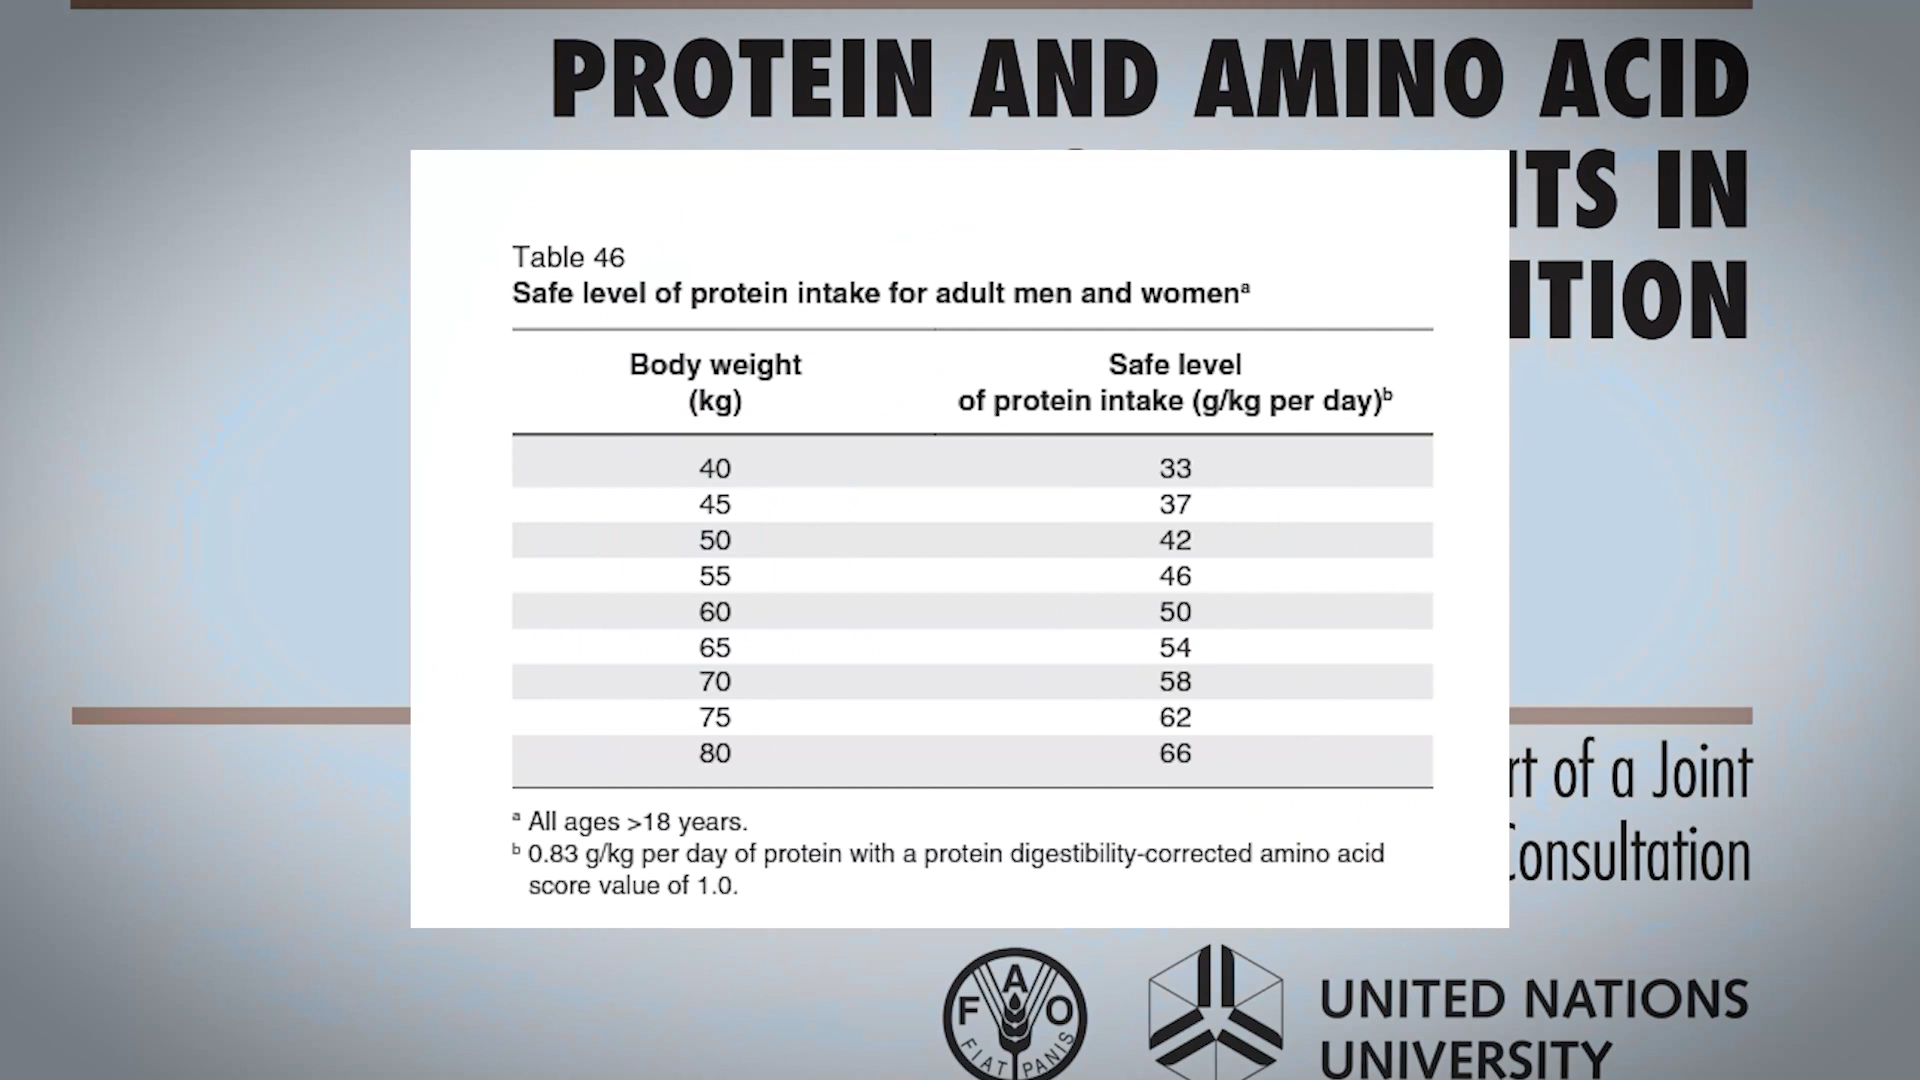 PROTEIN AND AMINO ACID
IN
Table 46
Safe level of protein intake for adult men and womenᵃ
Body weight Safe level
(kg) of protein intake (g/kg per day)ᵇ
40 33
45 37
50 42
55 46
60 50
65 54
70 58
75 62
80 66
ᵃ All ages >18 years.
ᵇ 0.83 g/kg per day of protein with a protein digestibility-corrected amino acid
score value of 1.0.
of a Joint
Consultation
FAO
FIAT PANIS
UNITED NATIONS
UNIVERSITY